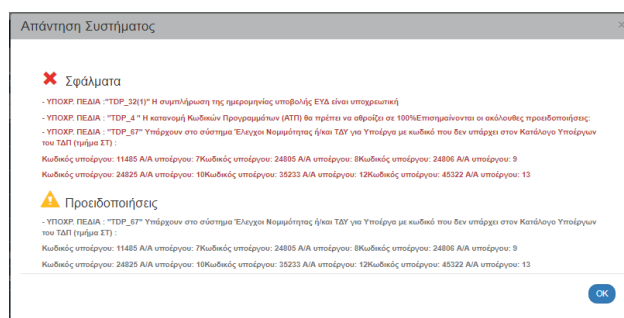 Απάντηση Συστήματος
×
Σφάλματα
- ΥΠΟΧΡ. ΠΕΔΙΑ :"TDP_32(1)" Η συμπλήρωση της ημερομηνίας υποβολής ΕΥΔ είναι υποχρεωτική
- ΥΠΟΧΡ. ΠΕΔΙΑ : "TDP_4 " Η κατανομή Κωδικών Προγραμμάτων (ΑΤΠ) θα πρέπει να αθροίζει σε 100%Επισημαίνονται οι ακόλουθες προειδοποιήσεις:
- ΥΠΟΧΡ. ΠΕΔΙΑ : "TDP_67" Υπάρχουν στο σύστημα Έλεγχοι Νομιμότητας ή/και ΤΔΥ για Υποέργα με κωδικό που δεν υπάρχει στον Κατάλογο Υποέργων
του ΤΔΠ (τμήμα ΣΤ) :
Κωδικός υποέργου: 11485 Α/Α υποέργου: 7Κωδικός υποέργου: 24805 Α/Α υποέργου: 8Κωδικός υποέργου: 24806 Α/Α υποέργου: 9
Κωδικός υποέργου: 24825 Α/Α υποέργου: 10Κωδικός υποέργου: 35233 Α/Α υποέργου: 12Κωδικός υποέργου: 45322 Α/Α υποέργου: 13
Προειδοποιήσεις
- ΥΠΟΧΡ. ΠΕΔΙΑ : "TDP_67" Υπάρχουν στο σύστημα Έλεγχοι Νομιμότητας ή/και ΤΔΥ για Υποέργα με κωδικό που δεν υπάρχει στον Κατάλογο Υποέργων
του ΤΔΠ (τμήμα ΣΤ) :
Κωδικός υποέργου: 11485 Α/Α υποέργου: 7Κωδικός υποέργου: 24805 Α/Α υποέργου: 8Κωδικός υποέργου: 24806 Α/Α υποέργου: 9
Κωδικός υποέργου: 24825 Α/Α υποέργου: 10Κωδικός υποέργου: 35233 Α/Α υποέργου: 12Κωδικός υποέργου: 45322 Α/Α υποέργου: 13
OK